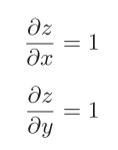 ∂z/∂x = 1
∂z/∂y = 1